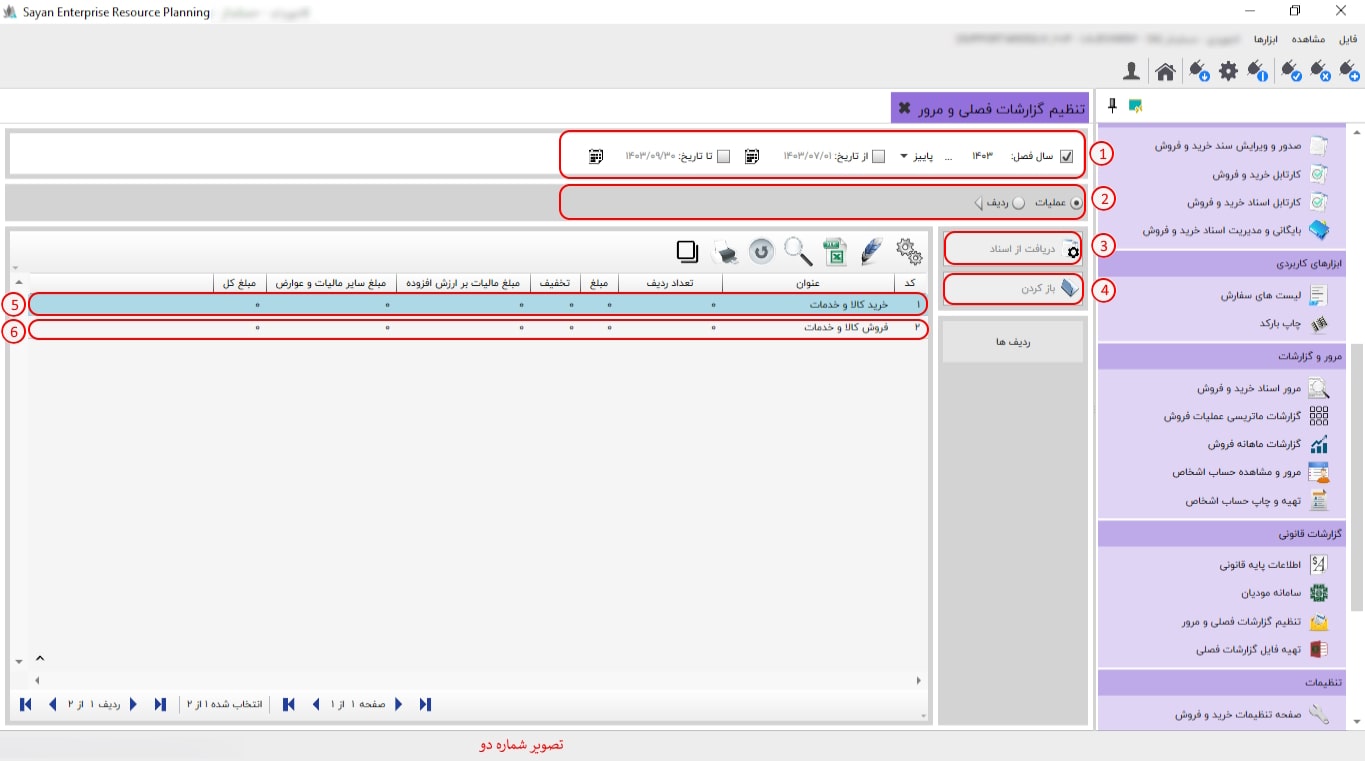 Sayan Enterprise Resource Planning
فایل مشاهده ابزارها
تنظیم گزارشات فصلی و مرور
سال فصل: ۱۴۰۳ ... پاییز از تاریخ: ۱۴۰۳/۰۷/۰۱ تا تاریخ: ۱۴۰۳/۰۹/۳۰
1
عملیات ردیف
2
دریافت از اسناد
3
باز کردن
4
ردیف ها
کد عنوان تعداد ردیف مبلغ تخفیف مبلغ مالیات بر ارزش افزوده مبلغ سایر مالیات و عوارض مبلغ کل
۱ خرید کالا و خدمات ۰ ۰ ۰ ۰ ۰ ۰
5
۲ فروش کالا و خدمات ۰ ۰ ۰ ۰ ۰ ۰
6
صفحه ۱ از ۱ انتخاب شده ۱ از ۲ ردیف ۱ از ۲
صدور و ویرایش سند خرید و فروش
کارتابل خرید و فروش
کارتابل اسناد خرید و فروش
بایگانی و مدیریت اسناد خرید و فروش
ابزارهای کاربردی
لیست های سفارش
چاپ بارکد
مرور و گزارشات
مرور اسناد خرید و فروش
گزارشات ماتریسی عملیات فروش
گزارشات ماهانه فروش
مرور و مشاهده حساب اشخاص
تهیه و چاپ حساب اشخاص
گزارشات قانونی
اطلاعات پایه قانونی
سامانه مودیان
تنظیم گزارشات فصلی و مرور
تهیه فایل گزارشات فصلی
تنظیمات
صفحه تنظیمات خرید و فروش
تصویر شماره دو